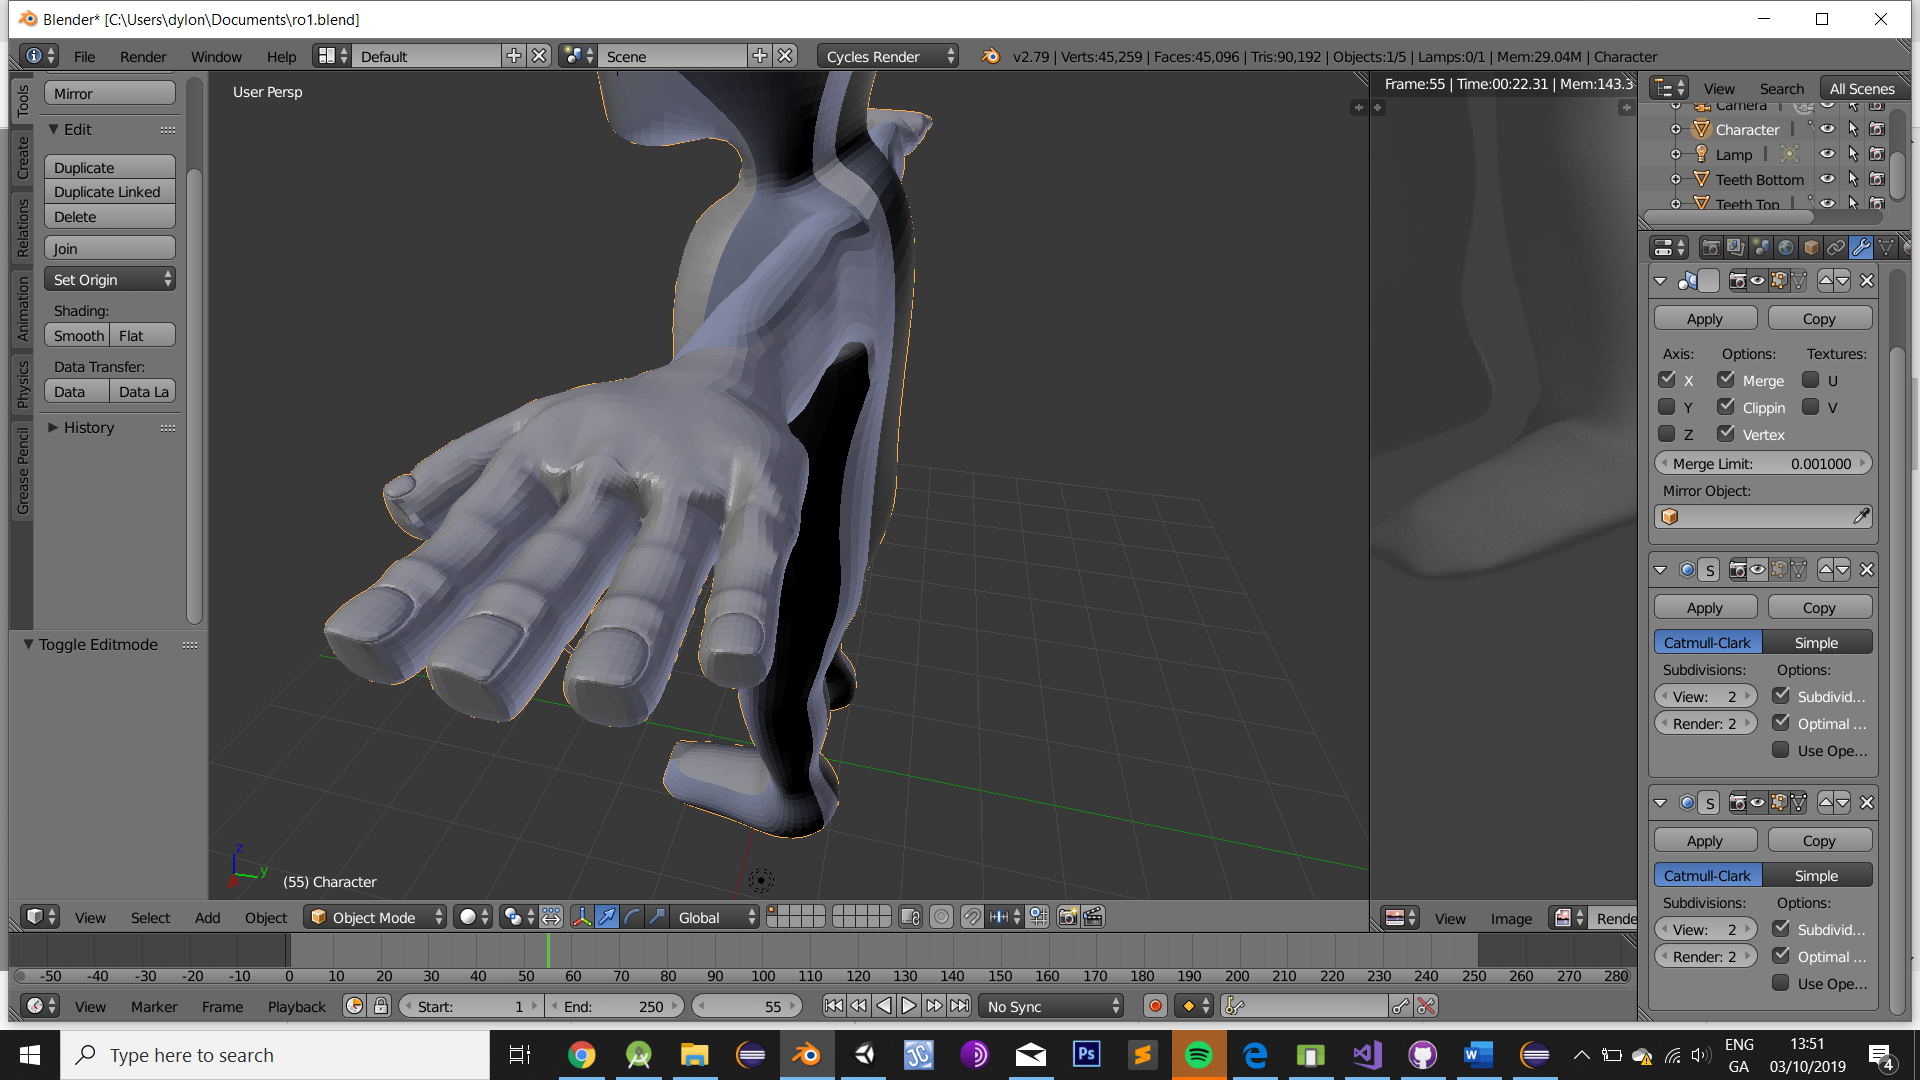 Blender* [C:\Users\dylon\Documents\ro1.blend]
File Render Window Help Default Scene Cycles Render v2.79 | Verts:45,259 | Faces:45,096 | Tris:90,192 | Objects:1/5 | Lamps:0/1 | Mem:29.04M | Character
Tools
Create
Relations
Animation
Physics
Grease Pencil
Mirror
Edit
Duplicate
Duplicate Linked
Delete
Join
Set Origin
Shading:
Smooth Flat
Data Transfer:
Data Data La
History
Toggle Editmode
User Persp
(55) Character
z
y
x
Frame:55 | Time:00:22.31 | Mem:143.3
View Search All Scenes
Camera
Character
Lamp
Teeth Bottom
Teeth Top
Apply Copy
Axis: Options: Textures:
X Merge U
Y Clippin V
Z Vertex
Merge Limit: 0.001000
Mirror Object:
S
Apply Copy
Catmull-Clark Simple
Subdivisions: Options:
View: 2 Subdivid...
Render: 2 Optimal ...
Use Ope...
S
Apply Copy
Catmull-Clark Simple
Subdivisions: Options:
View: 2 Subdivid...
Render: 2 Optimal ...
Use Ope...
View Select Add Object Object Mode Global
View Image Rende
-50 -40 -30 -20 -10 0 10 20 30 40 50 60 70 80 90 100 110 120 130 140 150 160 170 180 190 200 210 220 230 240 250 260 270 280
View Marker Frame Playback Start: 1 End: 250 55 No Sync
Type here to search
Ps
ENG
GA
13:51
03/10/2019
4